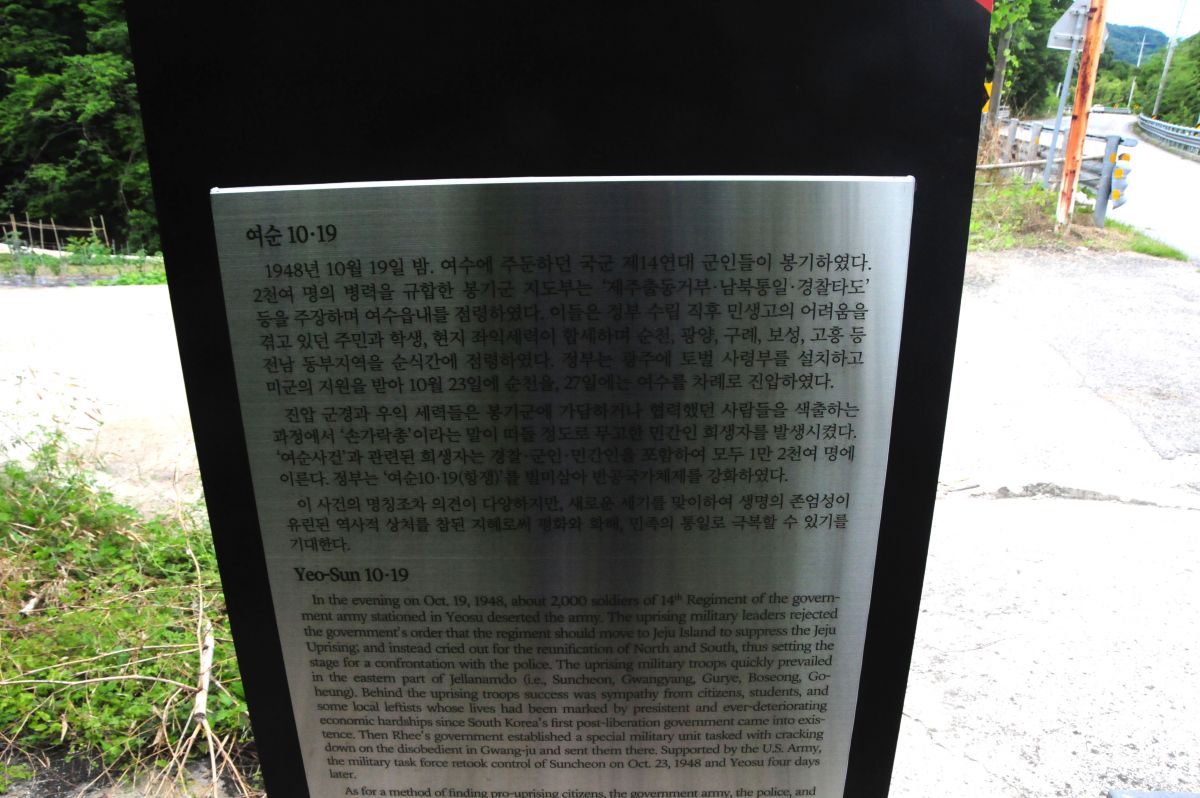 여순 10·19
1948년 10월 19일 밤. 여수에 주둔하던 국군 제14연대 군인들이 봉기하였다.
2천여 명의 병력을 규합한 봉기군 지도부는 '제주출동거부·남북통일·경찰타도'
등을 주장하며 여수읍내를 점령하였다. 이들은 정부 수립 직후 민생고의 어려움을
겪고 있던 주민과 학생, 현지 좌익세력이 합세하며 순천, 광양, 구례, 보성, 고흥 등
전남 동부지역을 순식간에 점령하였다. 정부는 광주에 토벌 사령부를 설치하고
미군의 지원을 받아 10월 23일에 순천을, 27일에는 여수를 차례로 진압하였다.
진압 군경과 우익 세력들은 봉기군에 가담하거나 협력했던 사람들을 색출하는
과정에서 '손가락총'이라는 말이 떠돌 정도로 무고한 민간인 희생자를 발생시켰다.
'여순사건'과 관련된 희생자는 경찰·군인·민간인을 포함하여 모두 1만 2천여 명에
이른다. 정부는 '여순10·19(항쟁)'를 빌미삼아 반공국가체제를 강화하였다.
이 사건의 명칭조차 의견이 다양하지만, 새로운 세기를 맞이하여 생명의 존엄성이
유린된 역사적 상처를 참된 지혜로써 평화와 화해, 민족의 통일로 극복할 수 있기를
기대한다.
Yeo-Sun 10·19
In the evening on Oct. 19, 1948, about 2,000 soldiers of 14th Regiment of the govern-
ment army stationed in Yeosu deserted the army. The uprising military leaders rejected
the government's order that the regiment should move to Jeju Island to suppress the Jeju
Uprising; and instead cried out for the reunification of North and South, thus setting the
stage for a confrontation with the police. The uprising military troops quickly prevailed
in the eastern part of Jellanamdo (i.e., Suncheon, Gwangyang, Gurye, Boseong, Go-
heung). Behind the uprising troops success was sympathy from citizens, students, and
some local leftists whose lives had been marked by presistent and ever-deteriorating
economic hardships since South Korea's first post-liberation government came into exis-
tence. Then Rhee's government established a special military unit tasked with cracking
down on the disobedient in Gwang-ju and sent them there. Supported by the U.S. Army,
the military task force retook control of Suncheon on Oct. 23, 1948 and Yeosu four days
later.
As for a method of finding pro-uprising citizens, the government army, the police, and